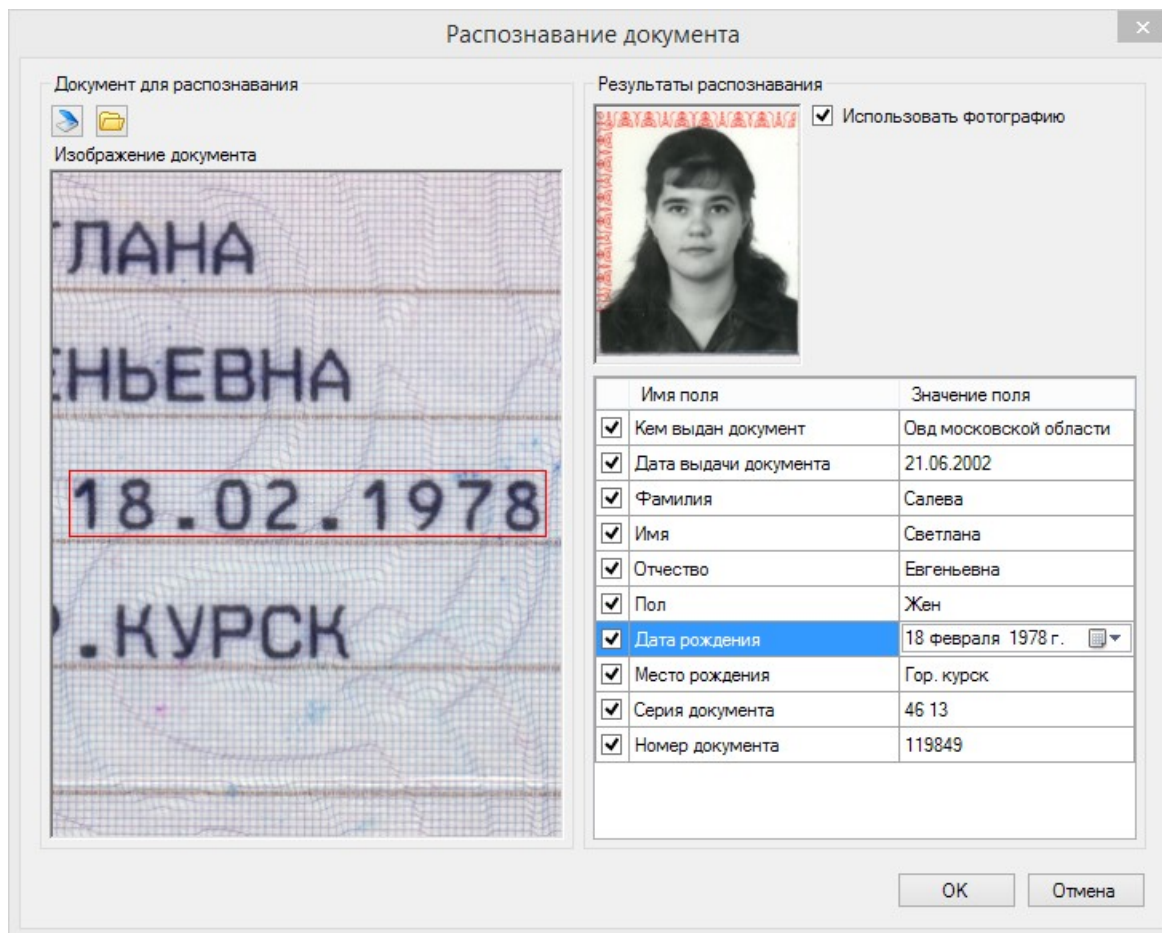 Распознавание документа
Документ для распознавания
Изображение документа
ТЛАНА
ЕНЬЕВНА
18.02.1978
Р.КУРСК
Результаты распознавания
Использовать фотографию
Имя поля Значение поля
Кем выдан документ Овд московской области
Дата выдачи документа 21.06.2002
Фамилия Салева
Имя Светлана
Отчество Евгеньевна
Пол Жен
Дата рождения 18 февраля 1978 г.
Место рождения Гор. курск
Серия документа 46 13
Номер документа 119849
OK Отмена